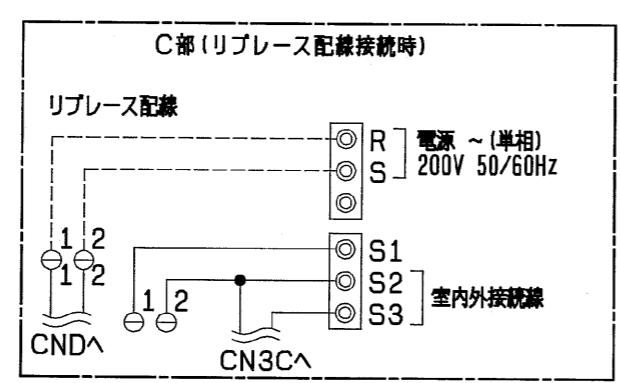 C部(リプレース配線接続時)
リプレース配線
R
電源 ~(単相)
S
200V 50/60Hz
1 2
1 2
S1
S2
1 2
室内外接続線
S3
CNDへ
CN3Cへ